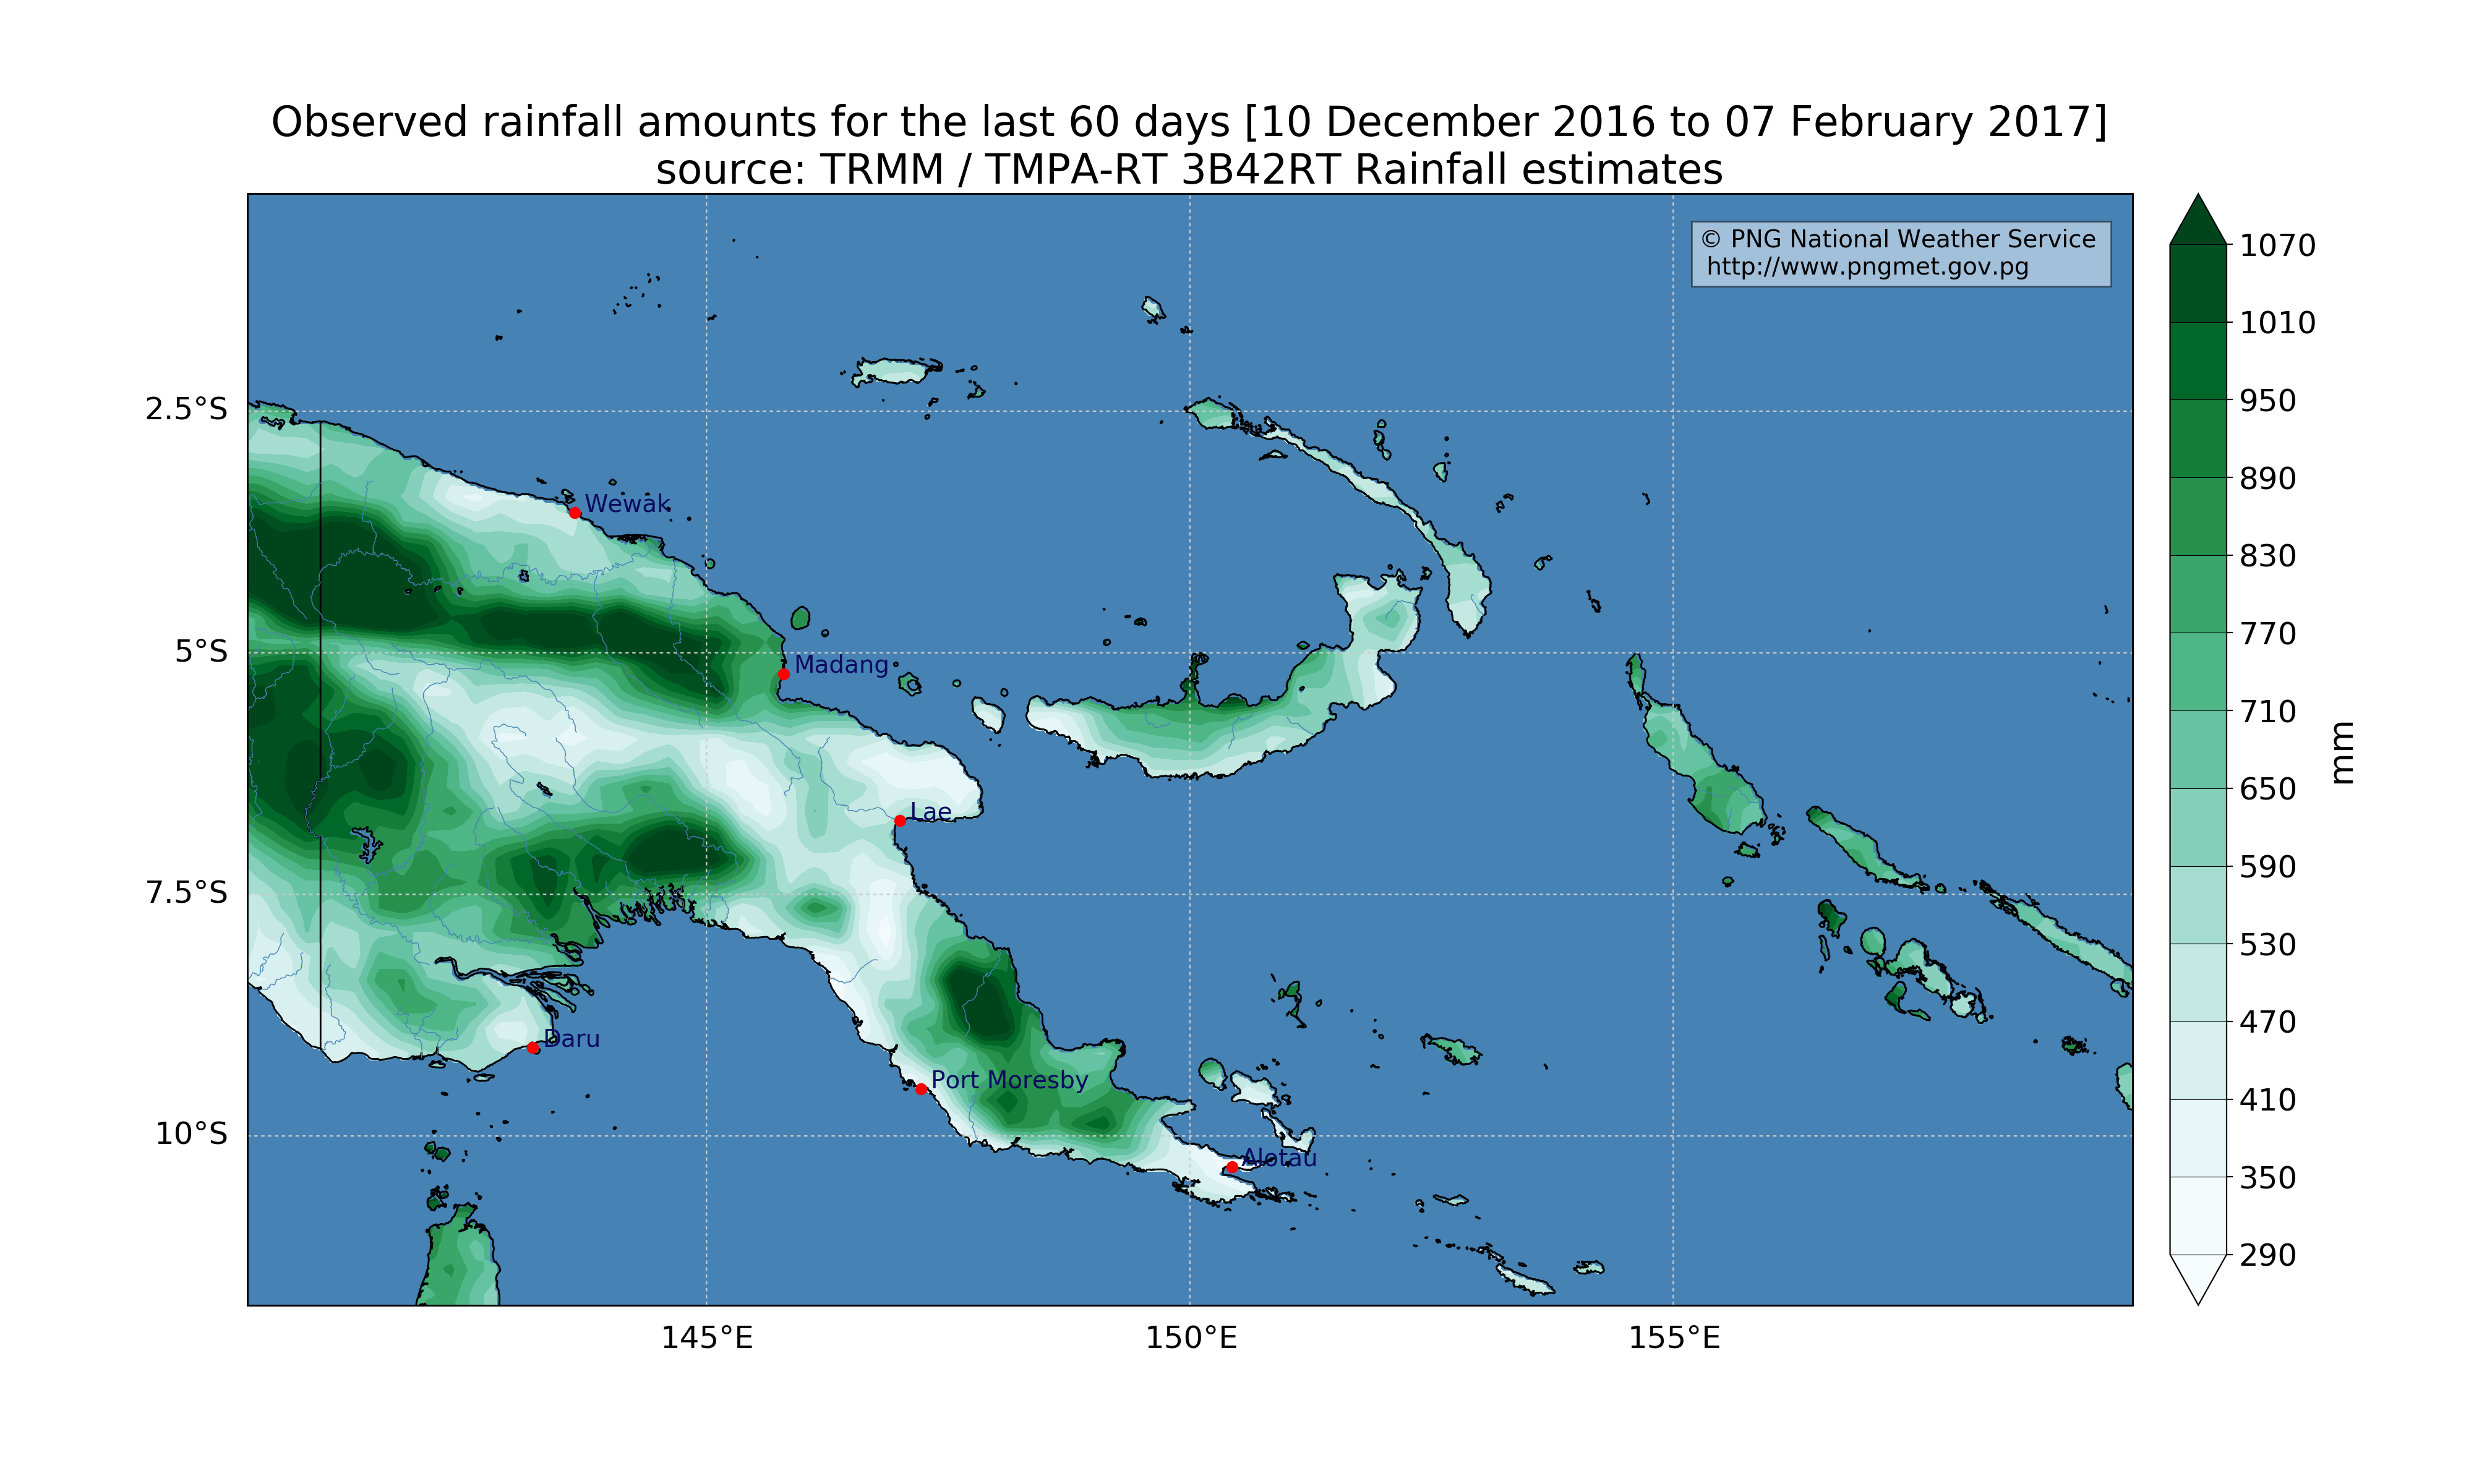 Observed rainfall amounts for the last 60 days [10 December 2016 to 07 February 2017]
source: TRMM / TMPA-RT 3B42RT Rainfall estimates
© PNG National Weather Service
http://www.pngmet.gov.pg
1070
1010
950
890
830
770
710
650
590
530
470
410
350
290
mm
2.5°S
5°S
7.5°S
10°S
Wewak
Madang
Lae
Daru
Port Moresby
Alotau
145°E
150°E
155°E